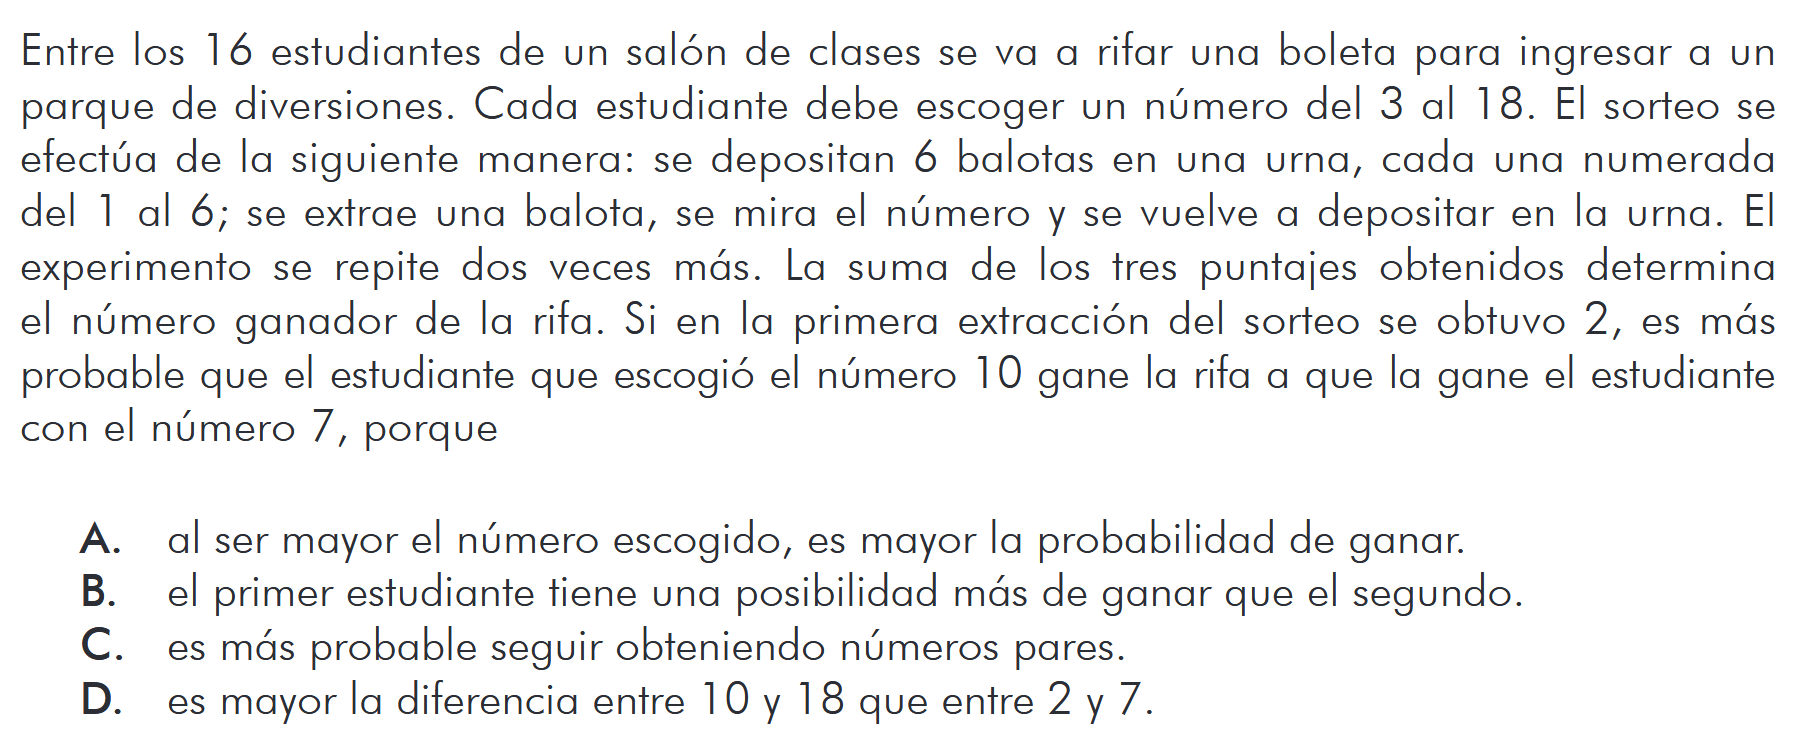 Entre los 16 estudiantes de un salón de clases se va a rifar una boleta para ingresar a un
parque de diversiones. Cada estudiante debe escoger un número del 3 al 18. El sorteo se
efectúa de la siguiente manera: se depositan 6 balotas en una urna, cada una numerada
del 1 al 6; se extrae una balota, se mira el número y se vuelve a depositar en la urna. El
experimento se repite dos veces más. La suma de los tres puntajes obtenidos determina
el número ganador de la rifa. Si en la primera extracción del sorteo se obtuvo 2, es más
probable que el estudiante que escogió el número 10 gane la rifa a que la gane el estudiante
con el número 7, porque
A. al ser mayor el número escogido, es mayor la probabilidad de ganar.
B. el primer estudiante tiene una posibilidad más de ganar que el segundo.
C. es más probable seguir obteniendo números pares.
D. es mayor la diferencia entre 10 y 18 que entre 2 y 7.